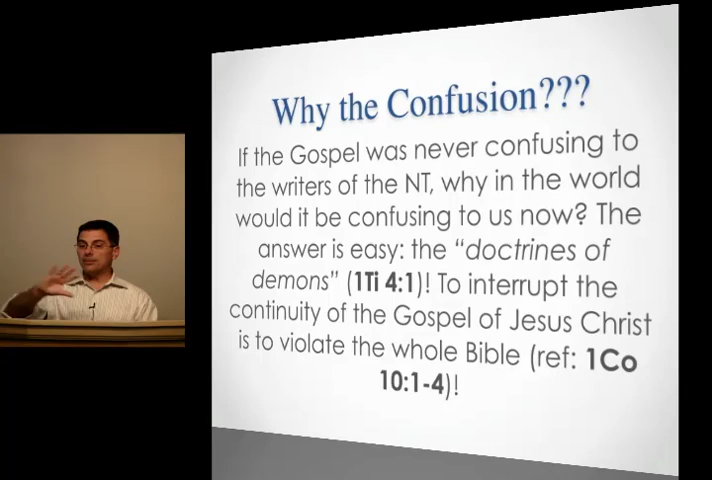 Why the Confusion???
If the Gospel was never confusing to
the writers of the NT, why in the world
would it be confusing to us now? The
answer is easy: the “doctrines of
demons” (1Ti 4:1)! To interrupt the
continuity of the Gospel of Jesus Christ
is to violate the whole Bible (ref: 1Co
10:1-4)!